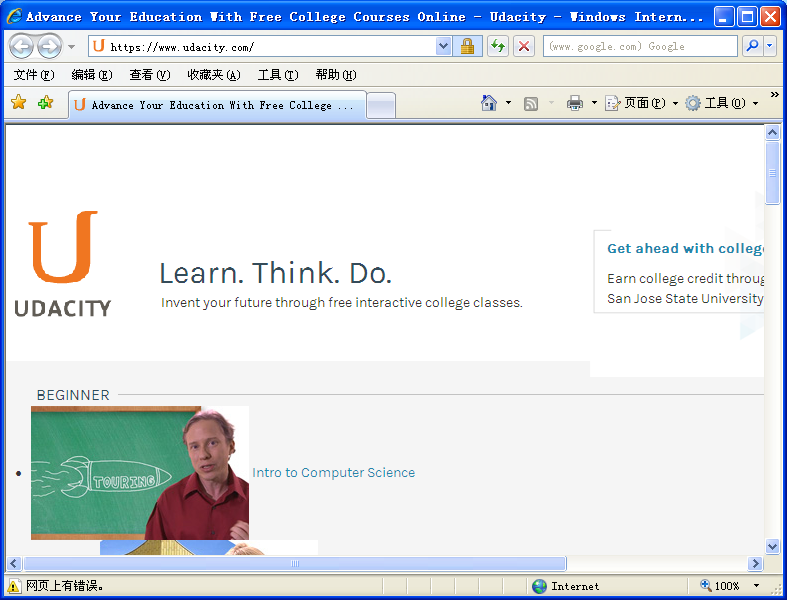 Advance Your Education With Free College Courses Online - Udacity - Windows Intern...
https://www.udacity.com/
(www.google.com) Google
文件(F) 编辑(E) 查看(V) 收藏夹(A) 工具(T) 帮助(H)
Advance Your Education With Free College ...
页面(P) 工具(O)
Learn. Think. Do.
Invent your future through free interactive college classes.
UDACITY
Get ahead with colleg
Earn college credit throug
San Jose State University
BEGINNER
TOURING
Intro to Computer Science
网页上有错误。 Internet 100%